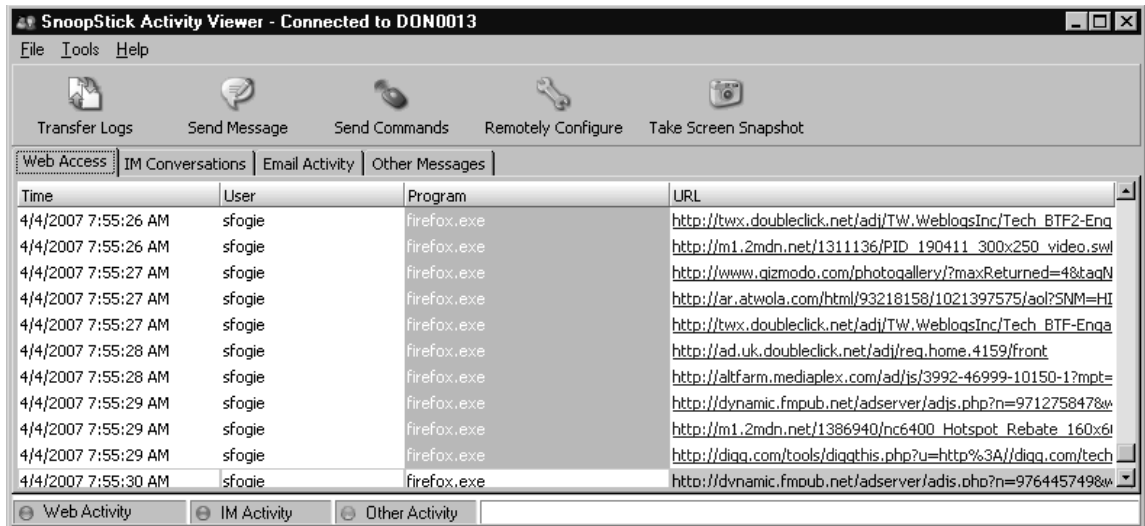 SnoopStick Activity Viewer - Connected to DON0013
File Tools Help
Transfer Logs Send Message Send Commands Remotely Configure Take Screen Snapshot
Web Access IM Conversations Email Activity Other Messages
Time User Program URL
4/4/2007 7:55:26 AM sfogie firefox.exe http://twx.doubleclick.net/adj/TW.WeblogsInc/Tech_BTF2-Eng
4/4/2007 7:55:26 AM sfogie firefox.exe http://m1.2mdn.net/1311136/PID_190411_300x250_video.swf
4/4/2007 7:55:27 AM sfogie firefox.exe http://www.gizmodo.com/photogallery/?maxReturned=4&tagN
4/4/2007 7:55:27 AM sfogie firefox.exe http://ar.atwola.com/html/93218158/1021397575/aol?SNM=HI
4/4/2007 7:55:27 AM sfogie firefox.exe http://twx.doubleclick.net/adj/TW.WeblogsInc/Tech_BTF-Enga
4/4/2007 7:55:28 AM sfogie firefox.exe http://ad.uk.doubleclick.net/adj/reg.home.4159/front
4/4/2007 7:55:28 AM sfogie firefox.exe http://altfarm.mediaplex.com/ad/js/3992-46999-10150-1?mpt=
4/4/2007 7:55:29 AM sfogie firefox.exe http://dynamic.fmpub.net/adserver/adjs.php?n=971275847&w
4/4/2007 7:55:29 AM sfogie firefox.exe http://m1.2mdn.net/1386940/nc6400_Hotspot_Rebate_160x6
4/4/2007 7:55:29 AM sfogie firefox.exe http://digg.com/tools/diggthis.php?u=http%3A//digg.com/tech
4/4/2007 7:55:30 AM sfogie firefox.exe http://dynamic.fmpub.net/adserver/adjs.php?n=976445749&w
Web Activity IM Activity Other Activity